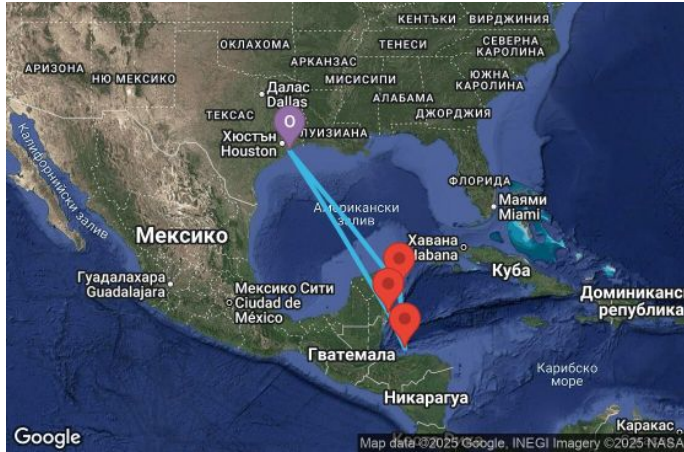 КЕНТЪКИ
ВИРДЖИНИЯ
ОКЛАХОМА
ТЕНЕСИ
СЕВЕРНА
КАРОЛИНА
АРИЗОНА
НЮ МЕКСИКО
АРКАНЗАС
МИСИСИПИ
ЮЖНА
КАРОЛИНА
Далас
Dallas
АЛАБАМА
ДЖОРДЖИЯ
ТЕКСАС
O
ЛУИЗИАНА
Хюстън
Houston
Калифорнийски залив
ФЛОРИДА
Маями
Miami
Американски
залив
Мексико
Хавана
Habana
Куба
Гуадалахара
Guadalajara
Мексико Сити
Ciudad de
México
Доминиканс
република
Гватемала
Карибско
море
Никарагуа
Каракас
Google
Map data ©2025 Google, INEGI Imagery ©2025 NASA